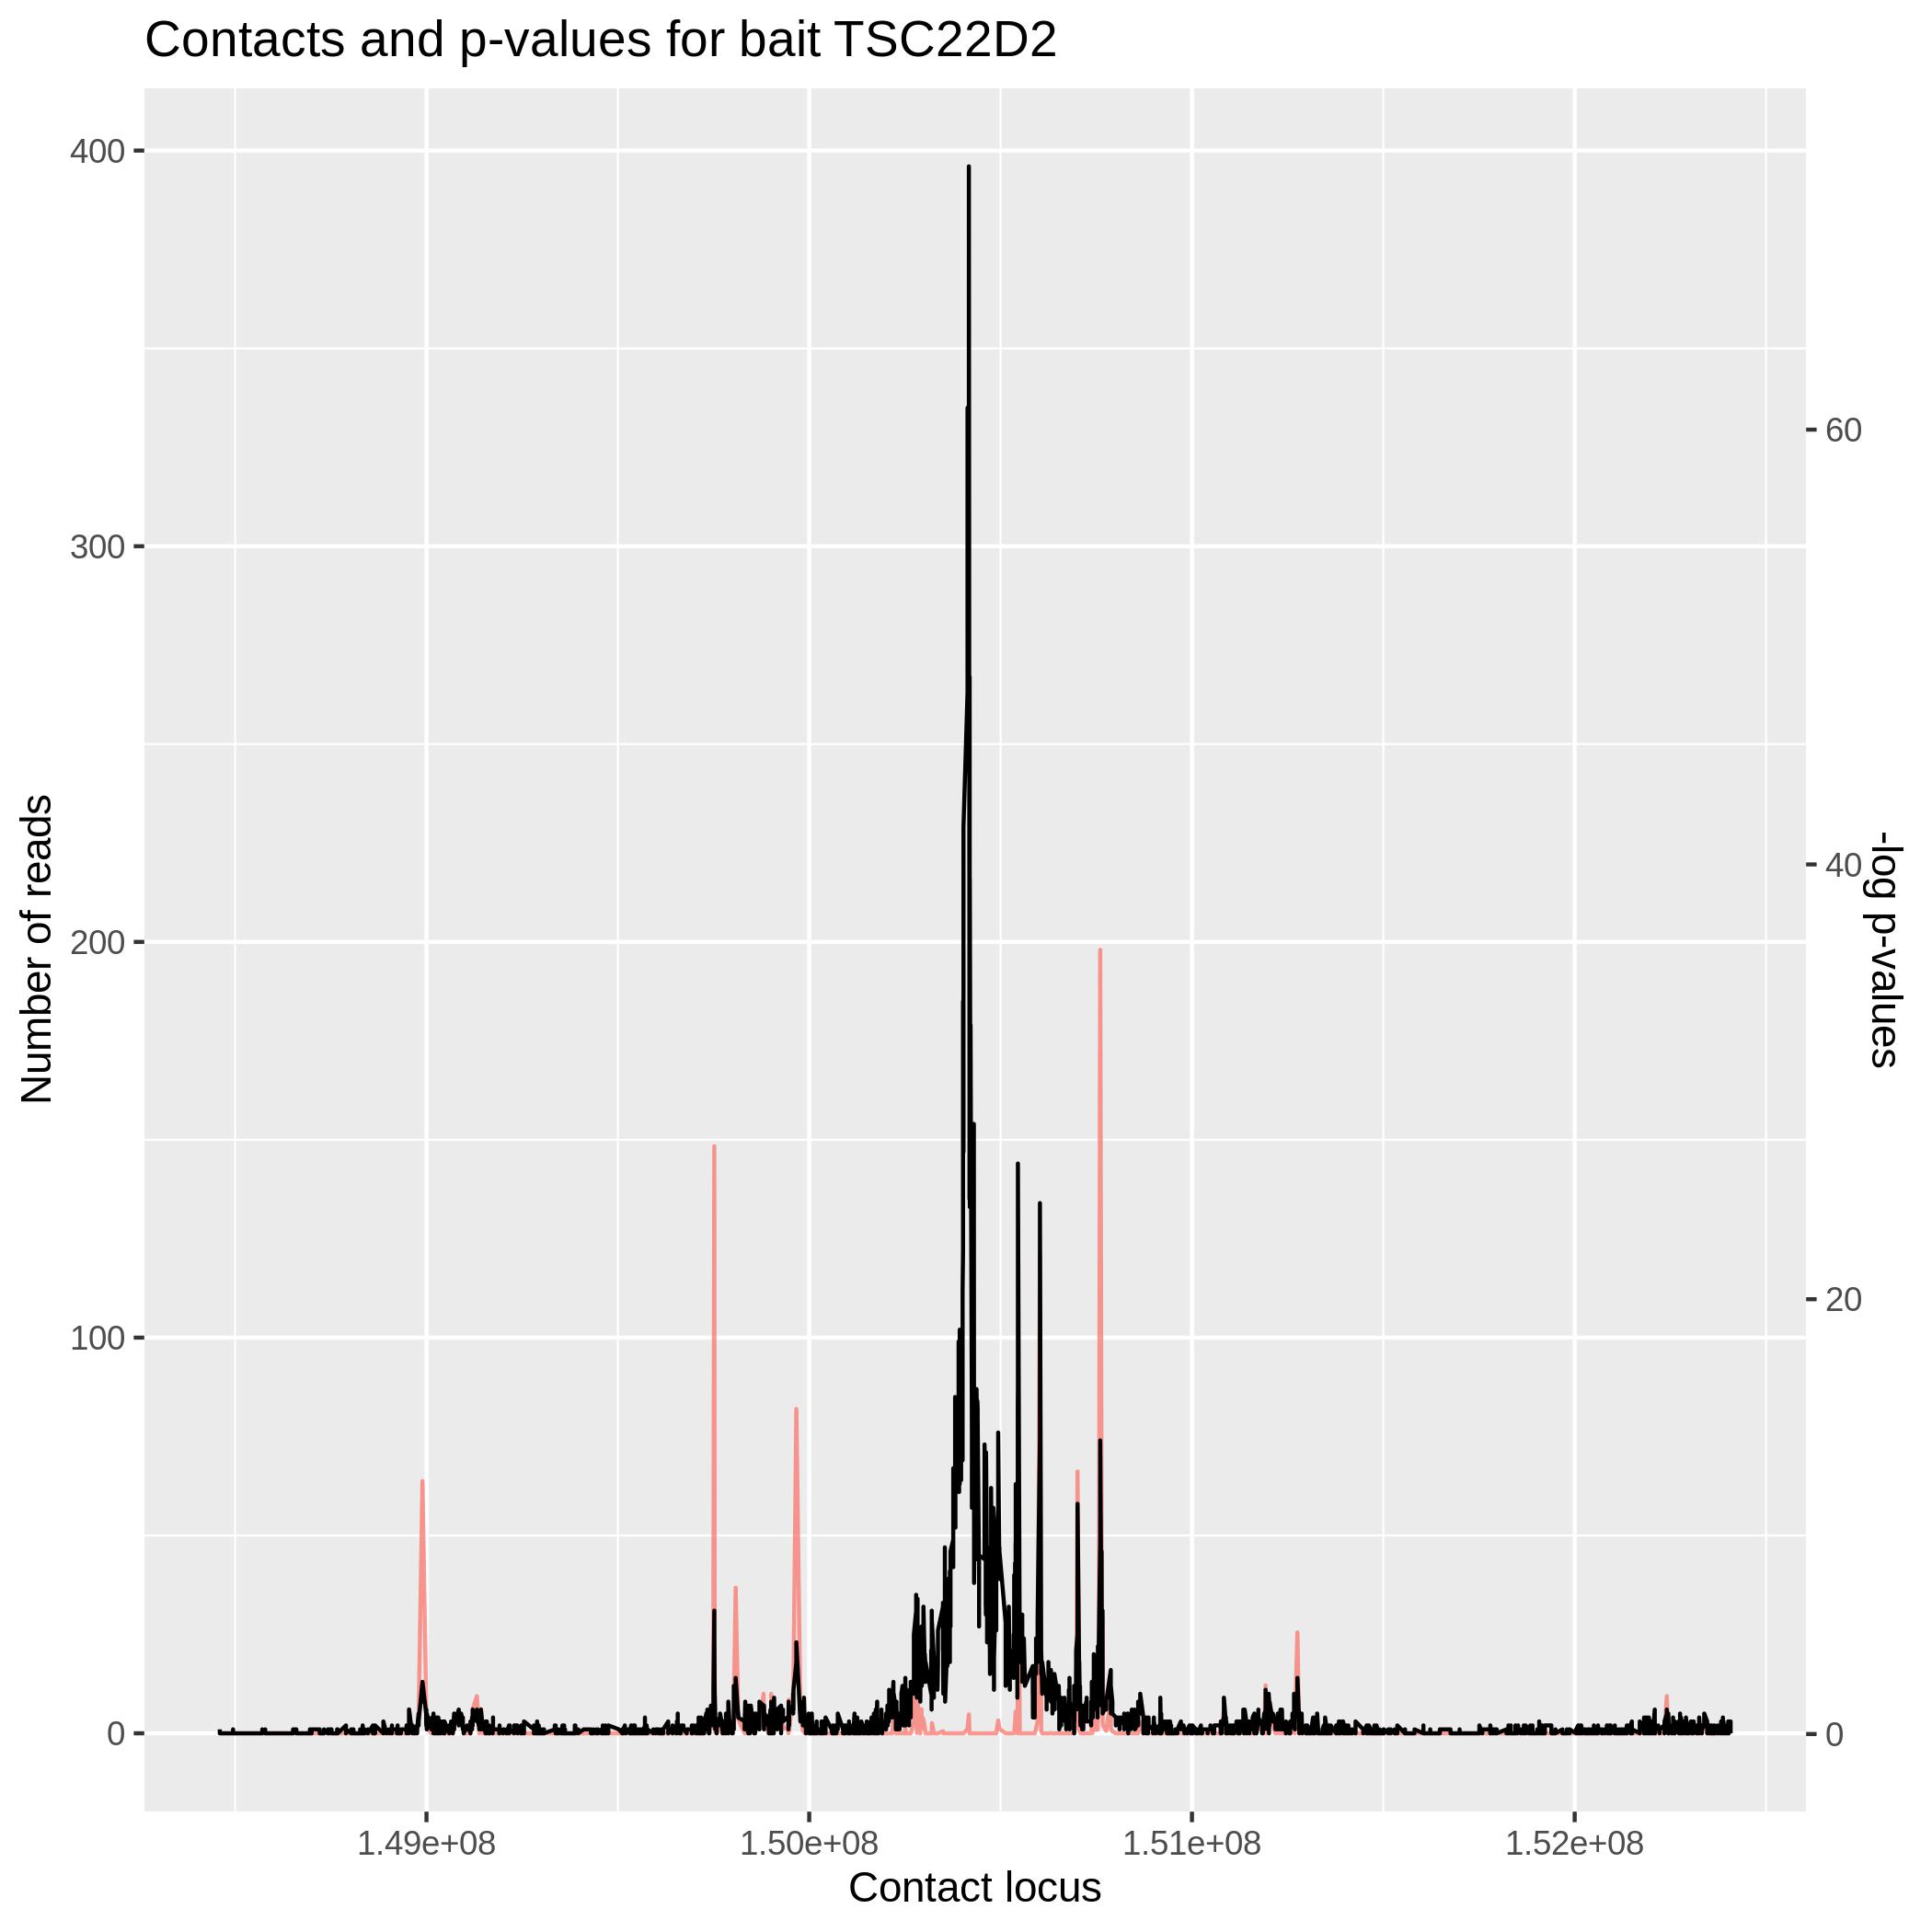 Contacts and p-values for bait TSC22D2
400
300
200
100
0
Number of reads
60
40
20
0
-log p-values
1.49e+08
1.50e+08
1.51e+08
1.52e+08
Contact locus